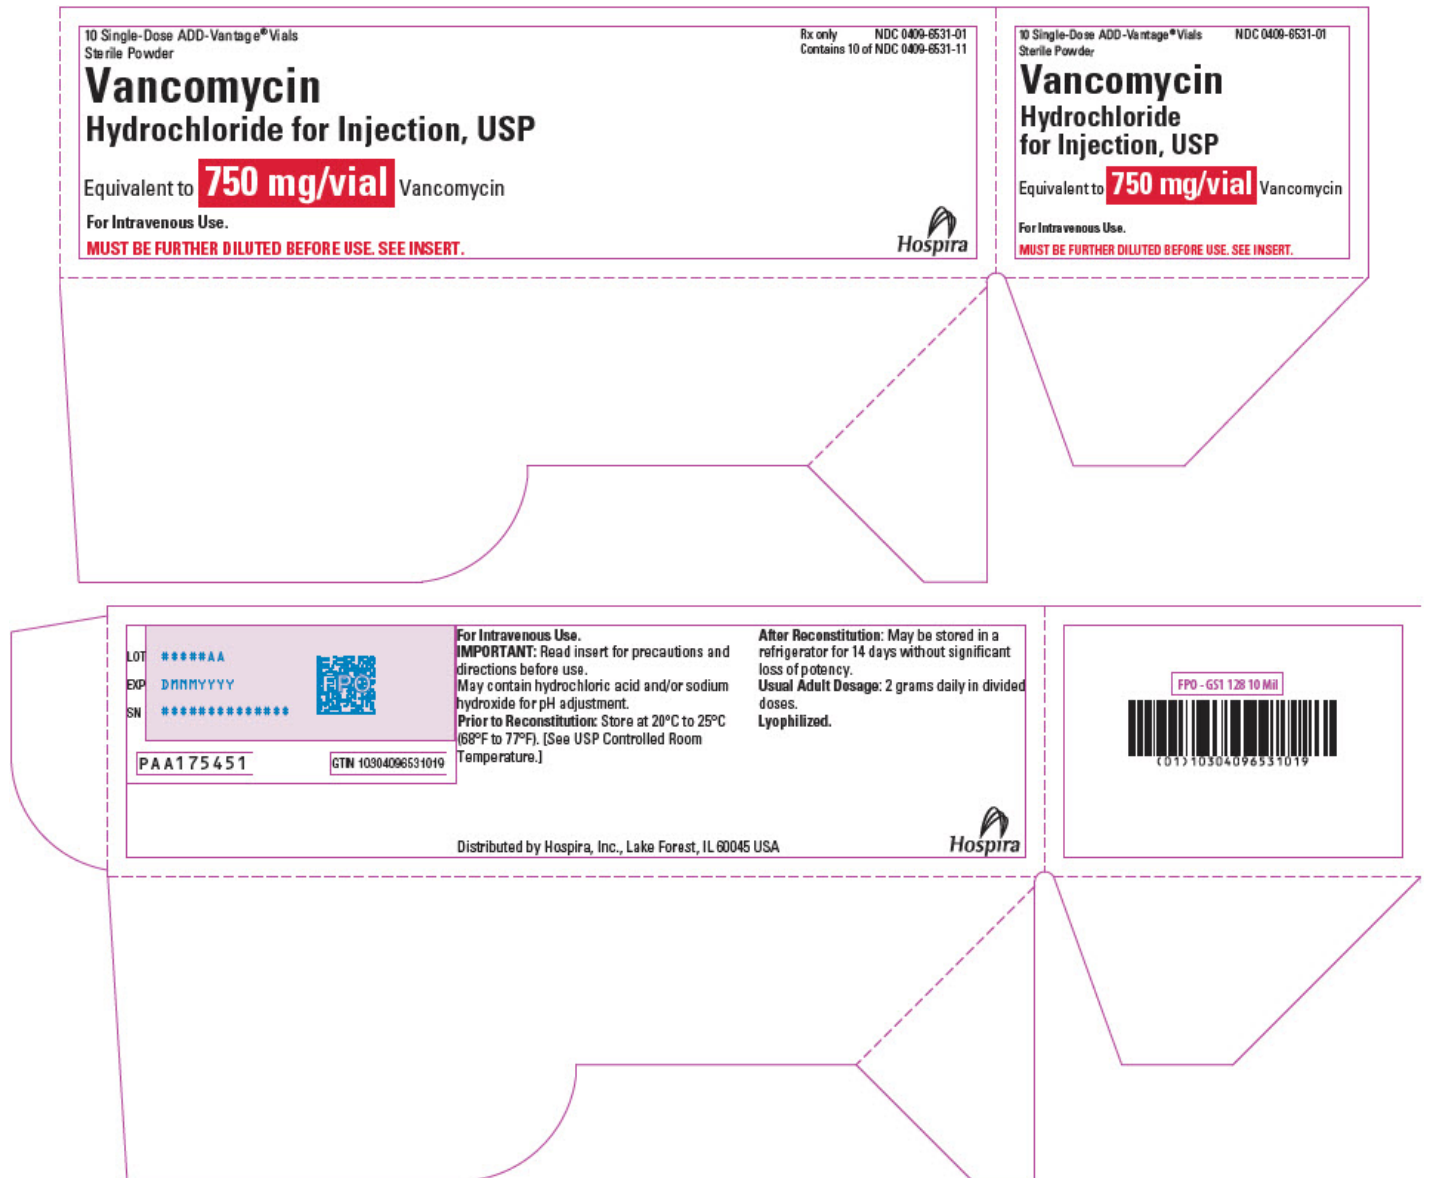 10 Single-Dose ADD-Vantage® Vials
Sterile Powder
Rx only NDC 0409-6531-01
Contains 10 of NDC 0409-6531-11
Vancomycin
Hydrochloride for Injection, USP
Equivalent to 750 mg/vial Vancomycin
For Intravenous Use.
MUST BE FURTHER DILUTED BEFORE USE. SEE INSERT.
Hospira
10 Single-Dose ADD-Vantage® Vials NDC 0409-6531-01
Sterile Powder
Vancomycin
Hydrochloride
for Injection, USP
Equivalent to 750 mg/vial Vancomycin
For Intravenous Use.
MUST BE FURTHER DILUTED BEFORE USE. SEE INSERT.
LOT #####AA
EXP DMMMYYYY
SN **************
FPO
PAA175451
GTIN 10304096531019
For Intravenous Use.
IMPORTANT: Read insert for precautions and
directions before use.
May contain hydrochloric acid and/or sodium
hydroxide for pH adjustment.
Prior to Reconstitution: Store at 20°C to 25°C
(68°F to 77°F). [See USP Controlled Room
Temperature.]
After Reconstitution: May be stored in a
refrigerator for 14 days without significant
loss of potency.
Usual Adult Dosage: 2 grams daily in divided
doses.
Lyophilized.
Distributed by Hospira, Inc., Lake Forest, IL 60045 USA
Hospira
FPO - GS1 128 10 Mil
(01)10304096531019